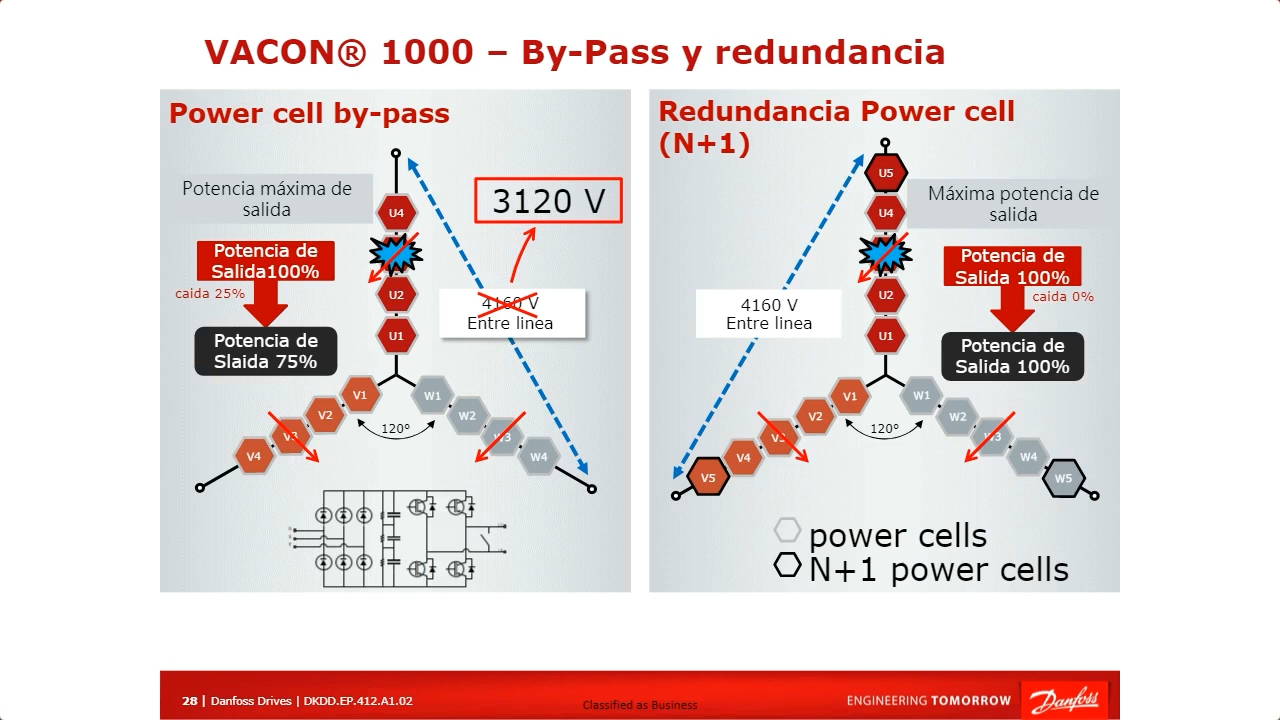 VACON® 1000 – By-Pass y redundancia
Power cell by-pass
Potencia máxima de
salida
Potencia de
Salida100%
caida 25%
Potencia de
Slaida 75%
3120 V
4160 V
Entre linea
U4
U2
U1
V1
V2
V3
V4
W1
W2
W3
W4
120°
Redundancia Power cell
(N+1)
Máxima potencia de
salida
Potencia de
Salida 100%
caida 0%
Potencia de
Salida 100%
4160 V
Entre linea
U5
U4
U2
U1
V1
V2
V3
V4
V5
W1
W2
W3
W4
W5
120°
power cells
N+1 power cells
28 | Danfoss Drives | DKDD.EP.412.A1.02
Classified as Business
ENGINEERING TOMORROW
Danfoss